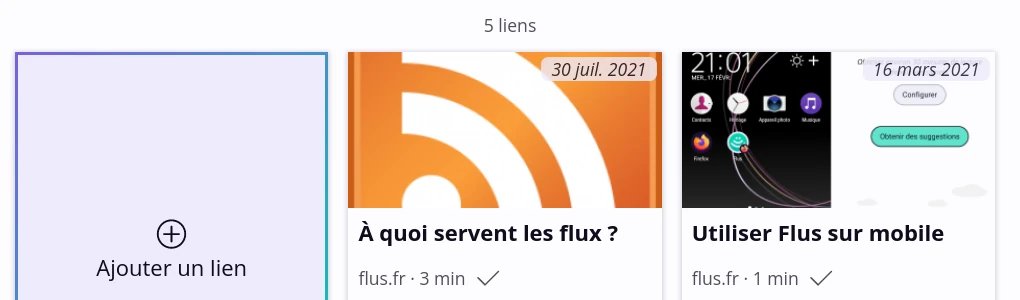 5 liens
Ajouter un lien
30 juil. 2021
À quoi servent les flux ?
flus.fr · 3 min
21:01
MER. 17 FÉVR.
Contacts
Horloge
Appareil photo
Musique
Firefox
Flus
16 mars 2021
Configurer
Obtenir des suggestions
Utiliser Flus sur mobile
flus.fr · 1 min